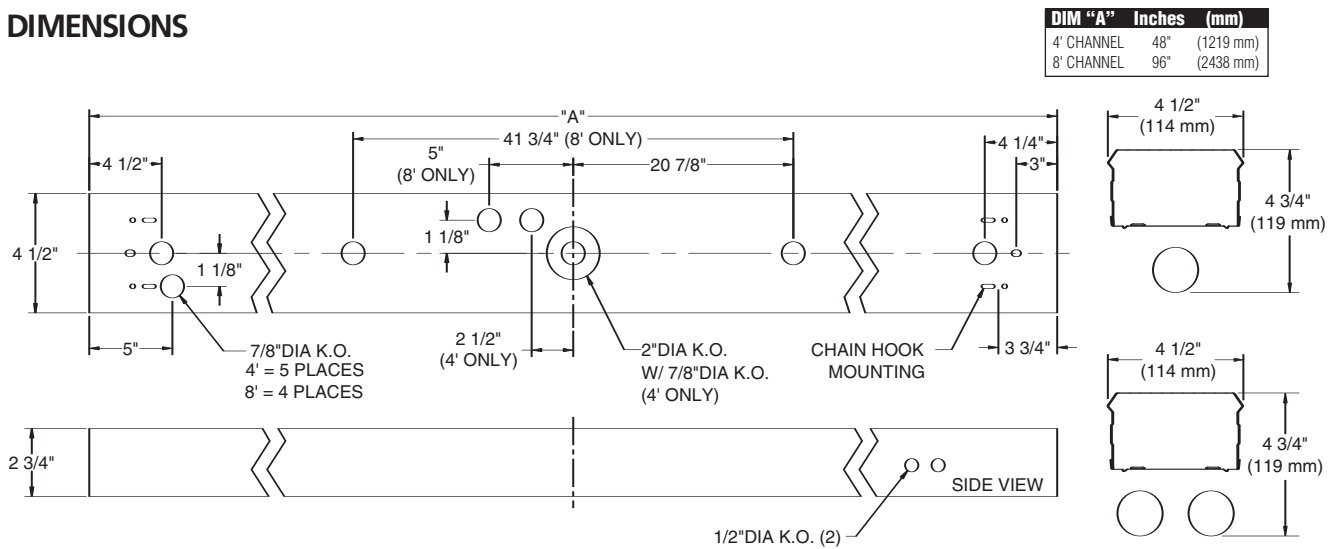 DIMENSIONS
DIM “A” Inches (mm)
4' CHANNEL 48" (1219 mm)
8' CHANNEL 96" (2438 mm)
"A"
41 3/4" (8' ONLY)
4 1/2"
5"
(8' ONLY)
20 7/8"
4 1/4"
3"
4 1/2"
1 1/8"
1 1/8"
5"
7/8"DIA K.O.
4' = 5 PLACES
8' = 4 PLACES
2 1/2"
(4' ONLY)
2"DIA K.O.
W/ 7/8"DIA K.O.
(4' ONLY)
CHAIN HOOK
MOUNTING
3 3/4"
4 1/2"
(114 mm)
4 3/4"
(119 mm)
2 3/4"
SIDE VIEW
1/2"DIA K.O. (2)
4 1/2"
(114 mm)
4 3/4"
(119 mm)